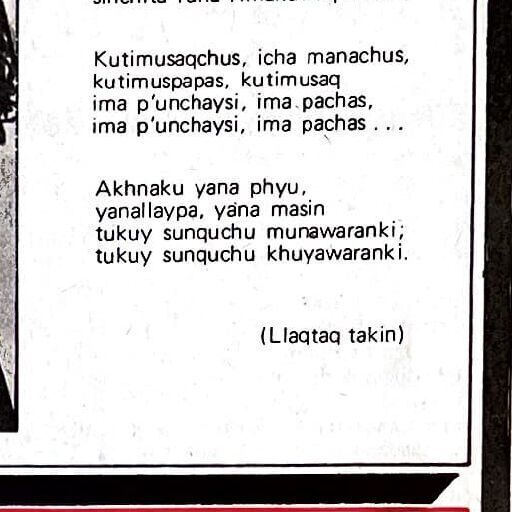 Kutimusaqchus, icha manachus,
kutimuspapas, kutimusaq
ima p'unchaysi, ima pachas,
ima p'unchaysi, ima pachas...
Akhnaku yana phyu,
yanallaypa, yana masin
tukuy sunquchu munawaranki;
tukuy sunquchu khuyawaranki.
(Llaqtaq takin)